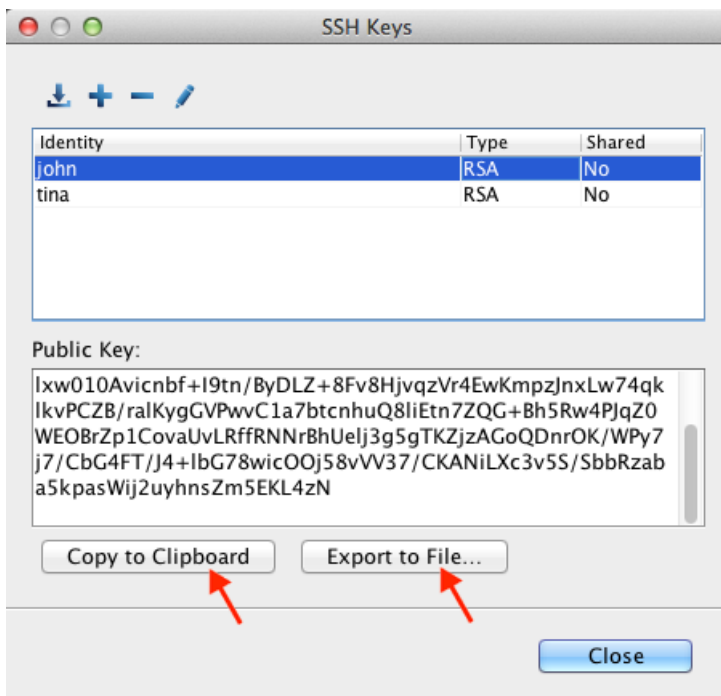 SSH Keys
Identity Type Shared
john RSA No
tina RSA No
Public Key:
lxw010Avicnbf+I9tn/ByDLZ+8Fv8HjvqzVr4EwKmpzJnxLw74qk
lkvPCZB/ralKygGVPwvC1a7btcnhuQ8liEtn7ZQG+Bh5Rw4PJqZ0
WEOBrZp1CovaUvLRffRNNrBhUelj3g5gTKZjzAGoQDnrOK/WPy7
j7/CbG4FT/J4+lbG78wicOOj58vVV37/CKANiLXc3v5S/SbbRzab
a5kpasWij2uyhnsZm5EKL4zN
Copy to Clipboard Export to File...
Close